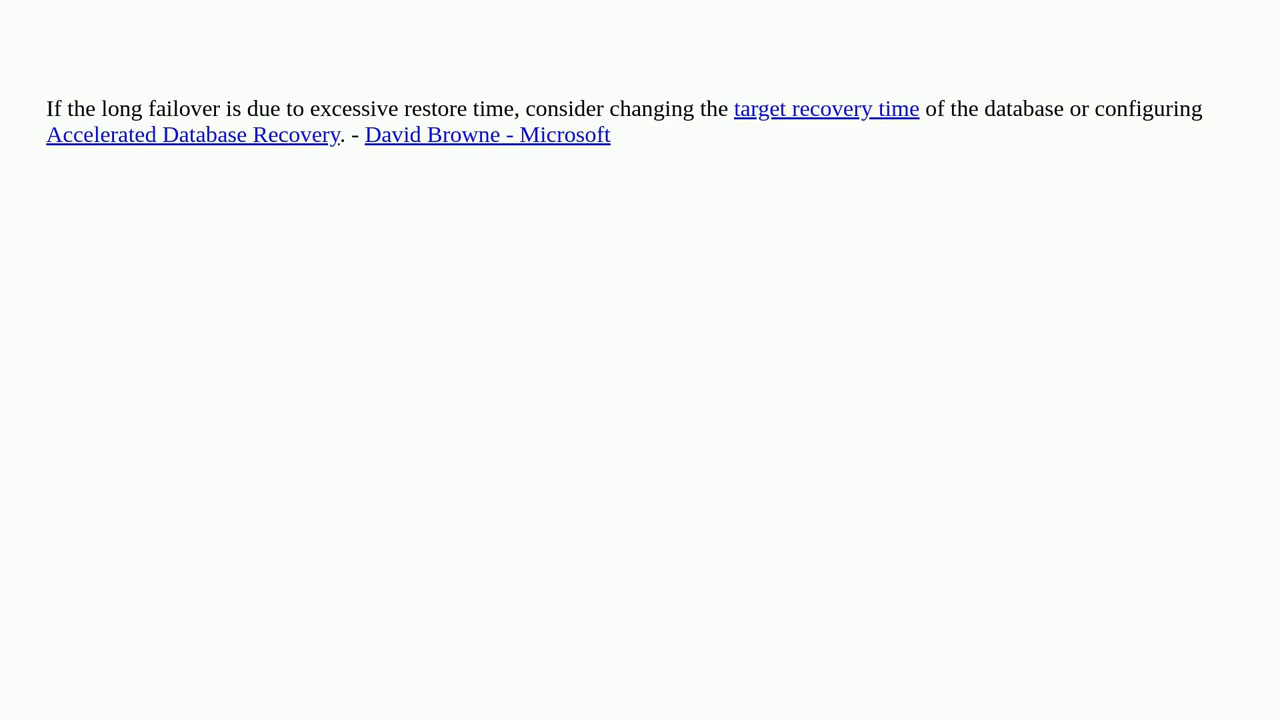 If the long failover is due to excessive restore time, consider changing the target recovery time of the database or configuring
Accelerated Database Recovery. - David Browne - Microsoft